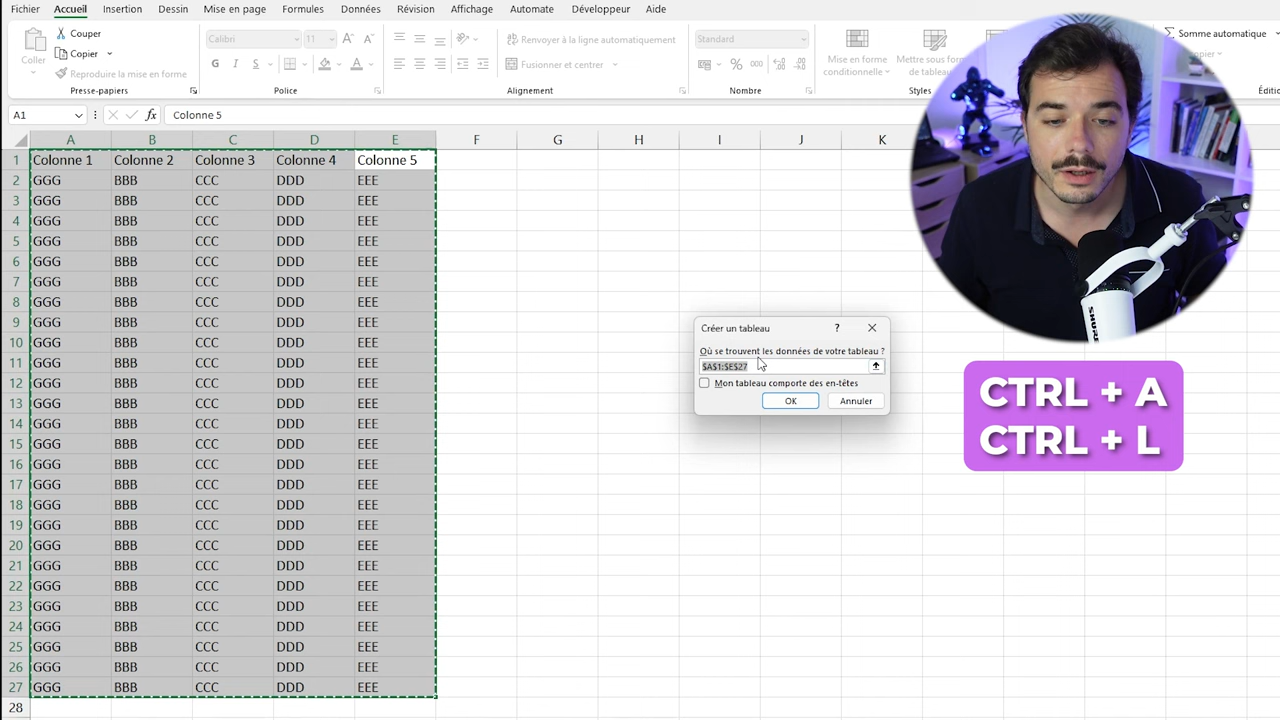 Fichier Accueil Insertion Dessin Mise en page Formules Données Révision Affichage Automate Développeur Aide
Coller
Couper
Copier
Reproduire la mise en forme
Presse-papiers
Calibri 11
G I S
Police
Renvoyer à la ligne automatiquement
Fusionner et centrer
Alignement
Standard
% 000
Nombre
Mise en forme
conditionnelle
Mettre sous form
de tableau
Styles
Somme automatique
Éditio
A1 fx Colonne 5
A B C D E F G H I J K
1 Colonne 1 Colonne 2 Colonne 3 Colonne 4 Colonne 5
2 GGG BBB CCC DDD EEE
3 GGG BBB CCC DDD EEE
4 GGG BBB CCC DDD EEE
5 GGG BBB CCC DDD EEE
6 GGG BBB CCC DDD EEE
7 GGG BBB CCC DDD EEE
8 GGG BBB CCC DDD EEE
9 GGG BBB CCC DDD EEE
10 GGG BBB CCC DDD EEE
11 GGG BBB CCC DDD EEE
12 GGG BBB CCC DDD EEE
13 GGG BBB CCC DDD EEE
14 GGG BBB CCC DDD EEE
15 GGG BBB CCC DDD EEE
16 GGG BBB CCC DDD EEE
17 GGG BBB CCC DDD EEE
18 GGG BBB CCC DDD EEE
19 GGG BBB CCC DDD EEE
20 GGG BBB CCC DDD EEE
21 GGG BBB CCC DDD EEE
22 GGG BBB CCC DDD EEE
23 GGG BBB CCC DDD EEE
24 GGG BBB CCC DDD EEE
25 GGG BBB CCC DDD EEE
26 GGG BBB CCC DDD EEE
27 GGG BBB CCC DDD EEE
28
Créer un tableau ?
Où se trouvent les données de votre tableau ?
$A$1:$E$27
Mon tableau comporte des en-têtes
OK Annuler
CTRL + A
CTRL + L